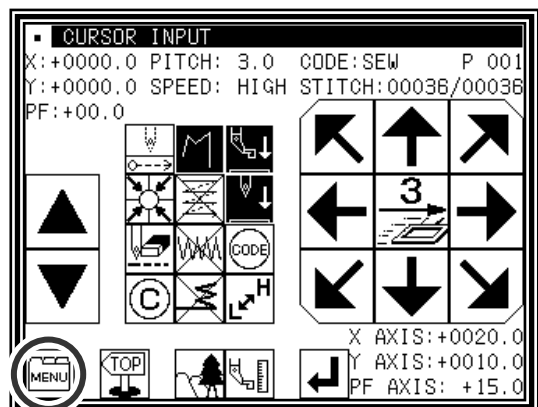 CURSOR INPUT
X:+0000.0 PITCH: 3.0 CODE:SEW P 001
Y:+0000.0 SPEED: HIGH STITCH:00036/00036
PF:+00.0
3
CODE
C
L H
X AXIS:+0020.0
MENU TOP Y AXIS:+0010.0
PF AXIS: +15.0